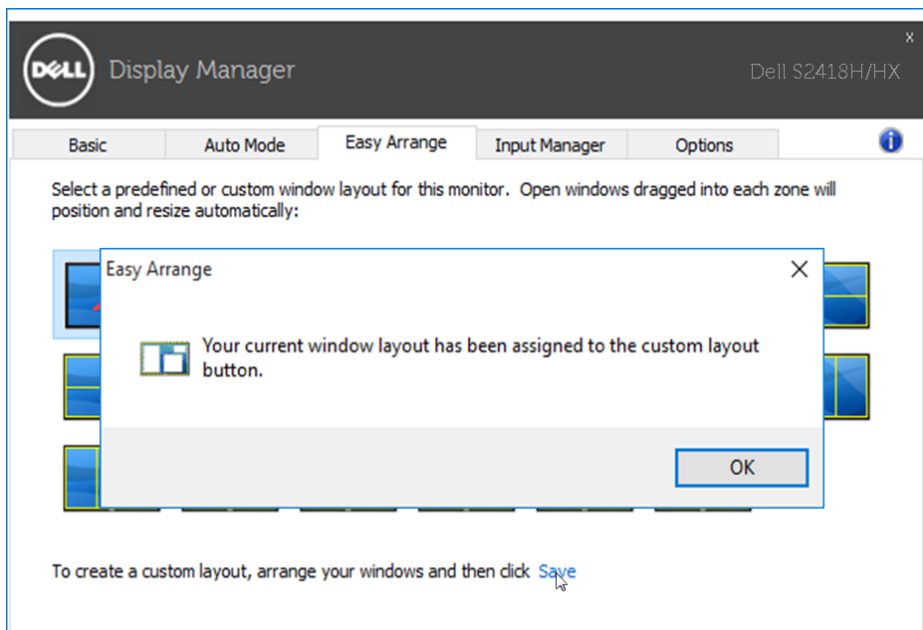 x
DELL Display Manager
Dell S2418H/HX
Basic Auto Mode Easy Arrange Input Manager Options
Select a predefined or custom window layout for this monitor. Open windows dragged into each zone will
position and resize automatically:
Easy Arrange
Your current window layout has been assigned to the custom layout
button.
OK
To create a custom layout, arrange your windows and then click Save